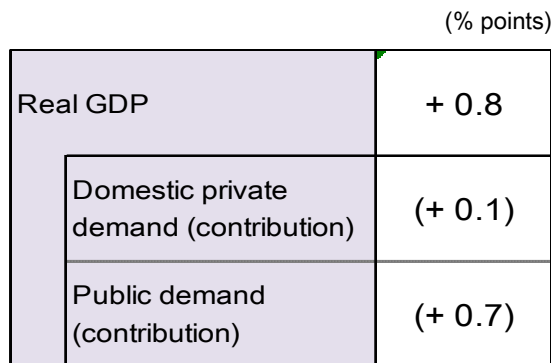 (% points)
Real GDP + 0.8
Domestic private
demand (contribution) (+ 0.1)
Public demand
(contribution) (+ 0.7)